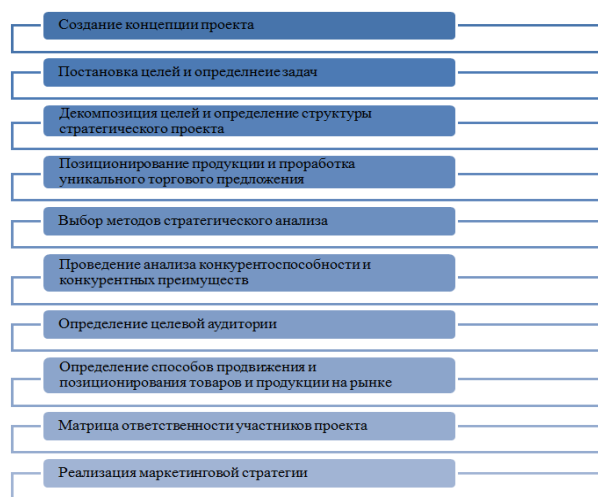 Создание концепции проекта
Постановка целей и определнеие задач
Декомпозиция целей и определение структуры
стратегического проекта
Позиционирование продукции и проработка
уникального торгового предложения
Выбор методов стратегического анализа
Проведение анализа конкурентоспособности и
конкурентных преимуществ
Определение целевой аудитории
Определение способов продвижения и
позиционирования товаров и продукции на рынке
Матрица ответственности участников проекта
Реализация маркетинговой стратегии